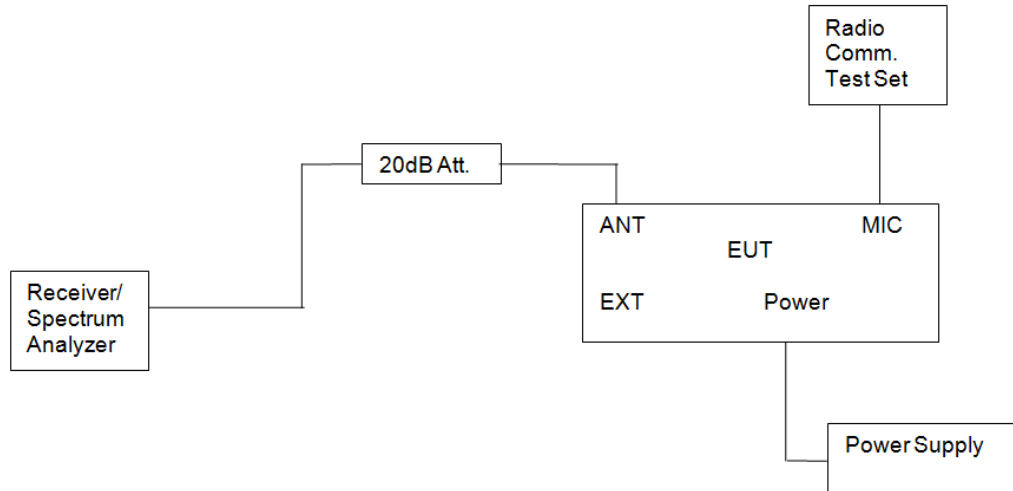 Radio
Comm.
Test Set
20dB Att.
ANT
MIC
EUT
EXT
Power
Receiver/
Spectrum
Analyzer
Power Supply